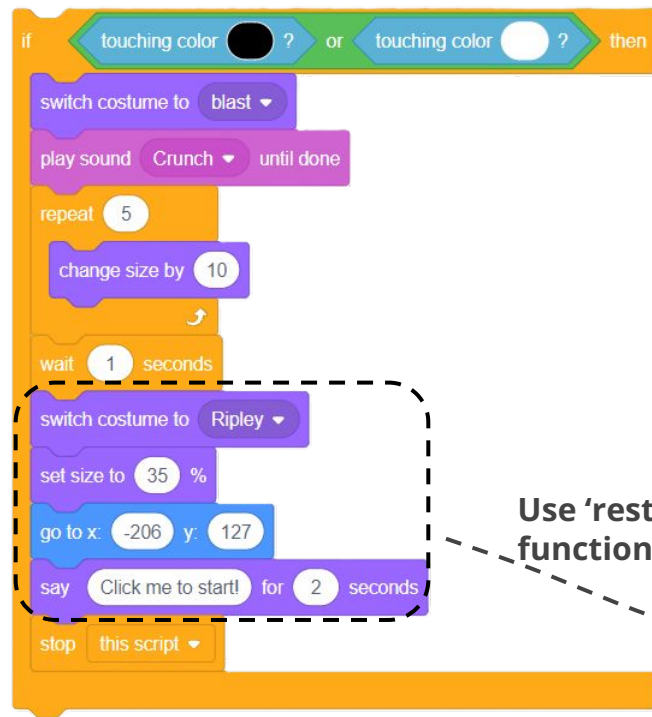 if touching color ? or touching color ? then
switch costume to blast
play sound Crunch until done
repeat 5
change size by 10
wait 1 seconds
switch costume to Ripley
set size to 35 %
go to x: -206 y: 127
say Click me to start! for 2 seconds
stop this script
Use ‘rest
function